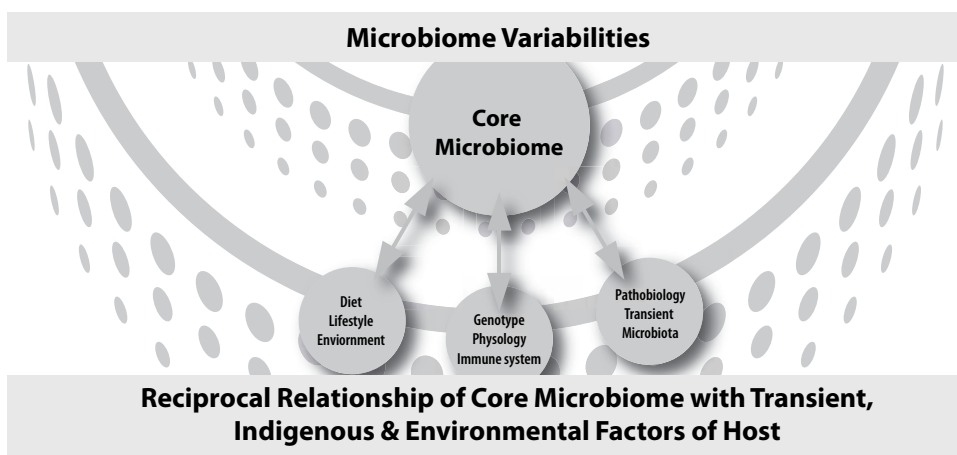 Microbiome Variabilities
Core
Microbiome
Diet
Lifestyle
Enviornment
Genotype
Physology
Immune system
Pathobiology
Transient
Microbiota
Reciprocal Relationship of Core Microbiome with Transient,
Indigenous & Environmental Factors of Host